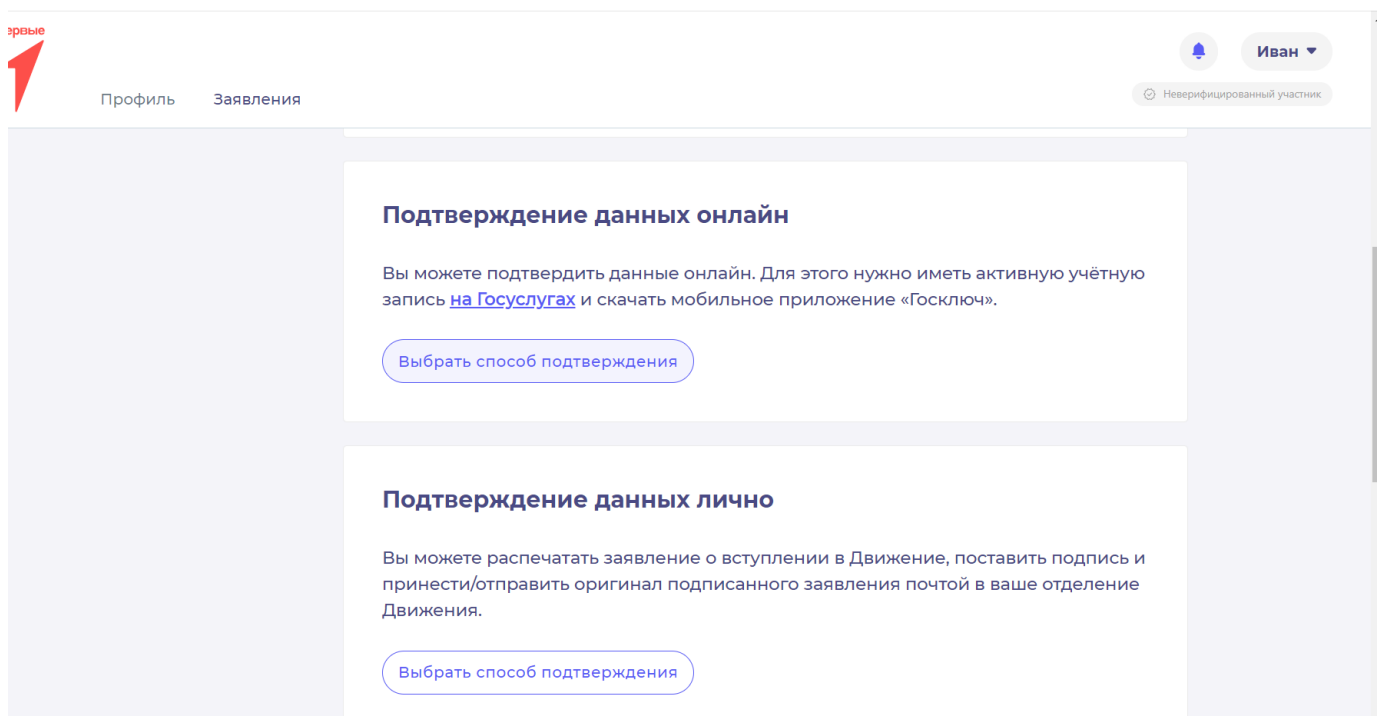 ервые
Иван
Профиль Заявления
Неверифицированный участник
Подтверждение данных онлайн
Вы можете подтвердить данные онлайн. Для этого нужно иметь активную учётную
запись на Госуслугах и скачать мобильное приложение «Госключ».
Выбрать способ подтверждения
Подтверждение данных лично
Вы можете распечатать заявление о вступлении в Движение, поставить подпись и
принести/отправить оригинал подписанного заявления почтой в ваше отделение
Движения.
Выбрать способ подтверждения